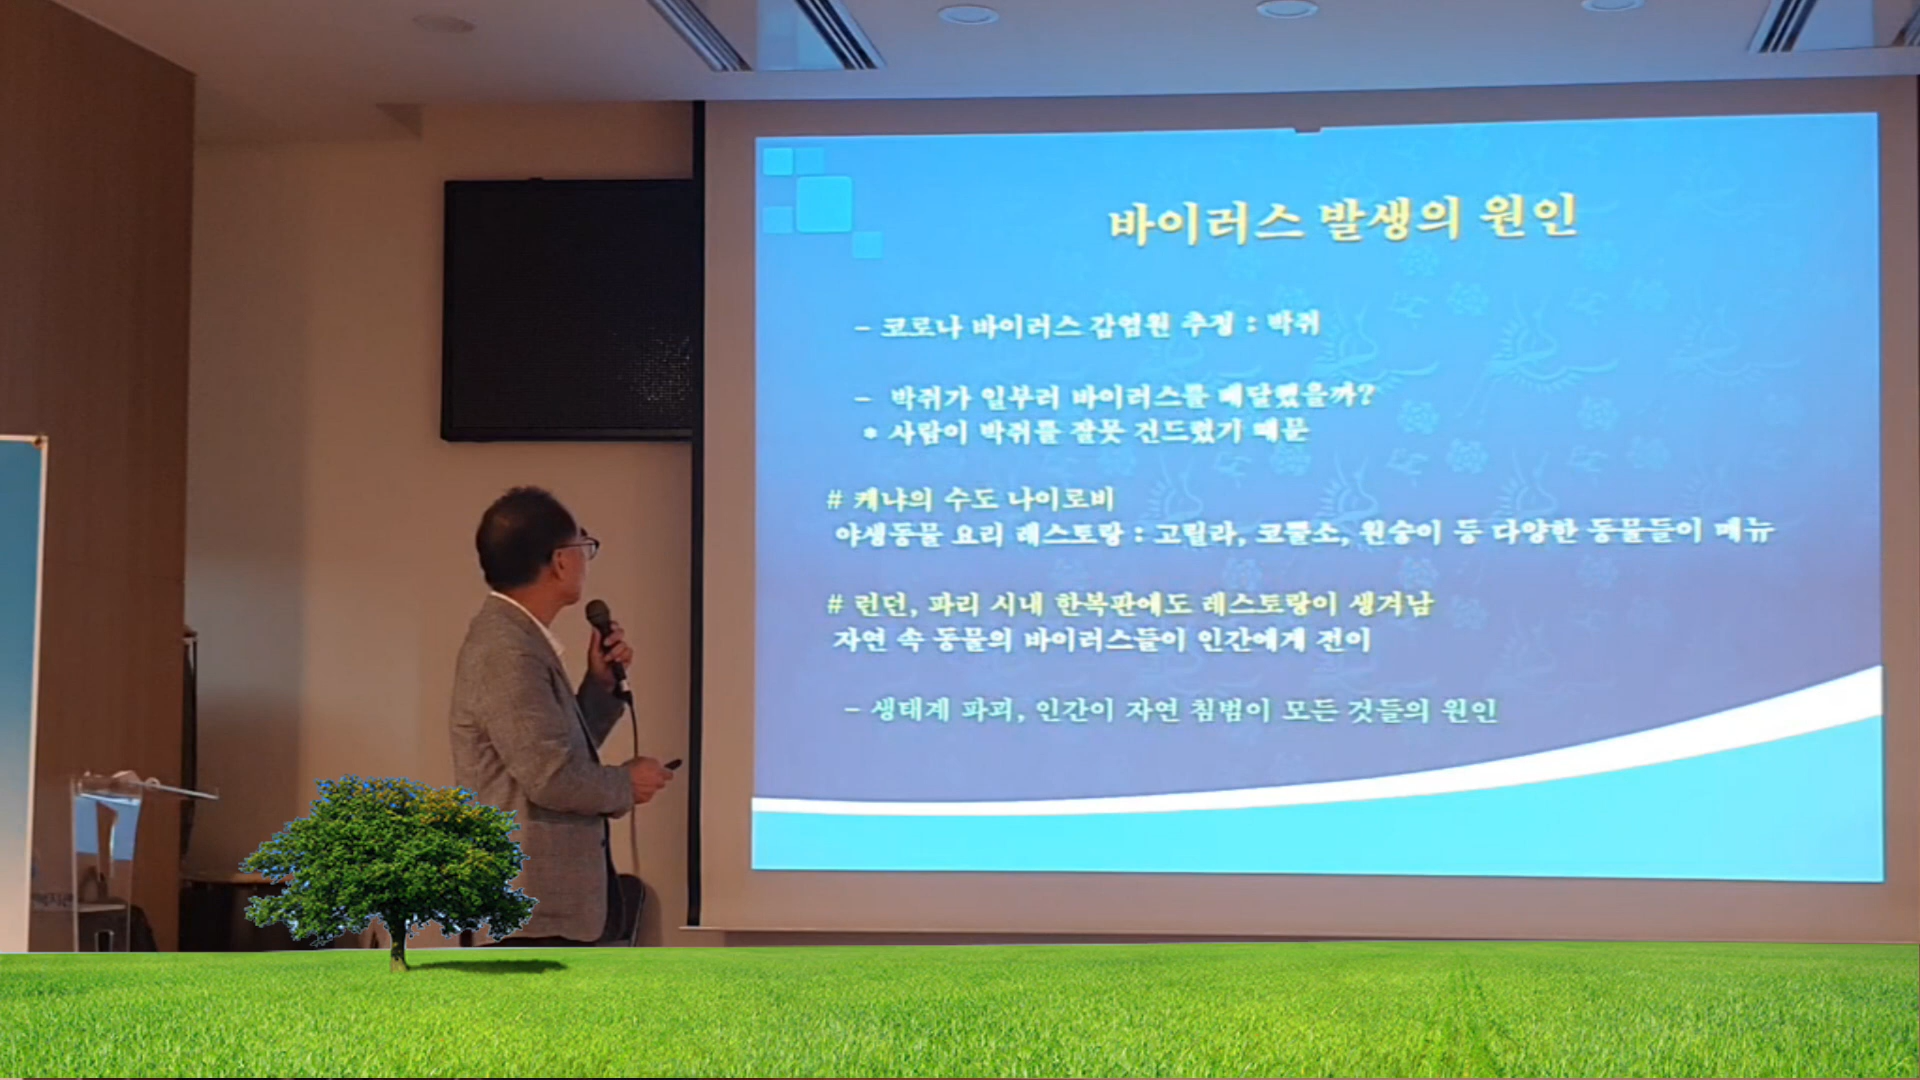 바이러스 발생의 원인
- 코로나 바이러스 감염원 추정 : 박쥐
- 박쥐가 일부러 바이러스를 배달했을까?
* 사람이 박쥐를 잘못 건드렸기 때문
# 케냐의 수도 나이로비
야생동물 요리 레스토랑 : 고릴라, 코뿔소, 원숭이 등 다양한 동물들이 메뉴
# 런던, 파리 시내 한복판에도 레스토랑이 생겨남
자연 속 동물의 바이러스들이 인간에게 전이
- 생태계 파괴, 인간이 자연 침범이 모든 것들의 원인